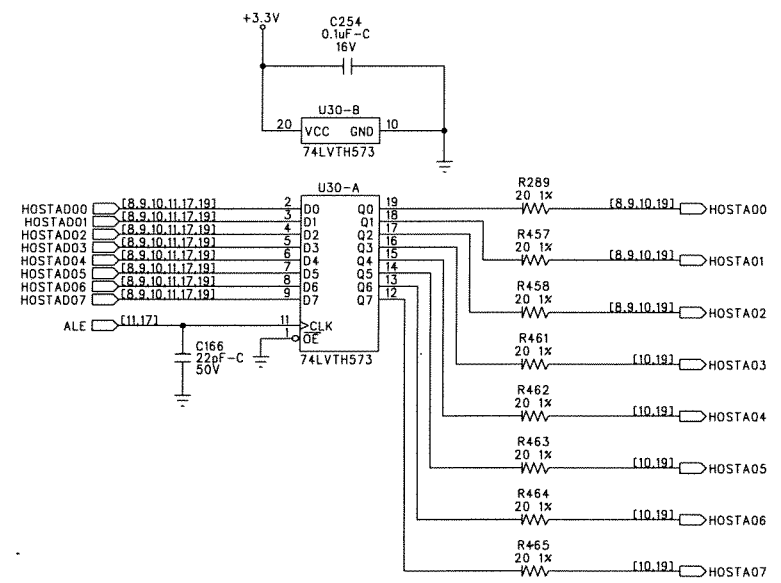 +3.3V
C254
0.1uF-C
16V
U30-B
20 VCC GND 10
74LVTH573
U30-A
HOSTAD00 [8,9,10,11,17,19] 2 D0 Q0 19
HOSTAD01 [8,9,10,11,17,19] 3 D1 Q1 18
HOSTAD02 [8,9,10,11,17,19] 4 D2 Q2 17
HOSTAD03 [8,9,10,11,17,19] 5 D3 Q3 16
HOSTAD04 [8,9,10,11,17,19] 6 D4 Q4 15
HOSTAD05 [8,9,10,11,17,19] 7 D5 Q5 14
HOSTAD06 [8,9,10,11,17,19] 8 D6 Q6 13
HOSTAD07 [8,9,10,11,17,19] 9 D7 Q7 12
ALE [11,17] 11 CLK
1 OE
74LVTH573
C166
22pF-C
50V
R289
20 1%
[8,9,10,19] HOSTA00
R457
20 1%
[8,9,10,19] HOSTA01
R458
20 1%
[8,9,10,19] HOSTA02
R461
20 1%
[10,19] HOSTA03
R462
20 1%
[10,19] HOSTA04
R463
20 1%
[10,19] HOSTA05
R464
20 1%
[10,19] HOSTA06
R465
20 1%
[10,19] HOSTA07